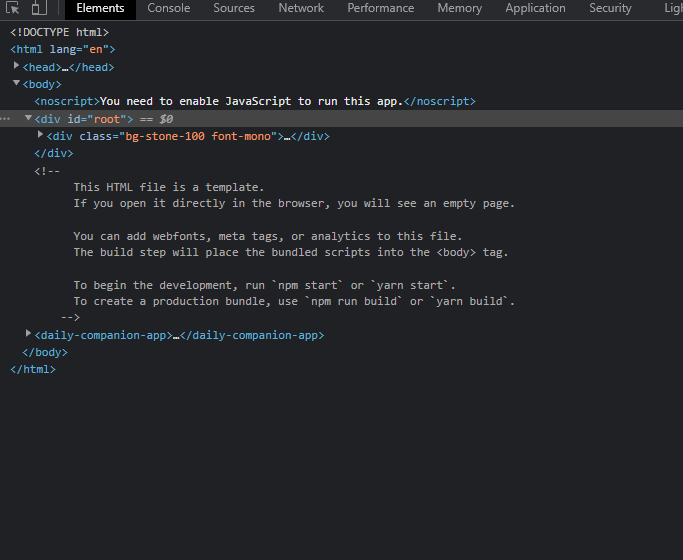 Elements Console Sources Network Performance Memory Application Security
<!DOCTYPE html>
<html lang="en">
<head>…</head>
<body>
<noscript>You need to enable JavaScript to run this app.</noscript>
… <div id="root"> == $0
<div class="bg-stone-100 font-mono">…</div>
</div>
<!--
This HTML file is a template.
If you open it directly in the browser, you will see an empty page.
You can add webfonts, meta tags, or analytics to this file.
The build step will place the bundled scripts into the <body> tag.
To begin the development, run `npm start` or `yarn start`.
To create a production bundle, use `npm run build` or `yarn build`.
-->
<daily-companion-app>…</daily-companion-app>
</body>
</html>